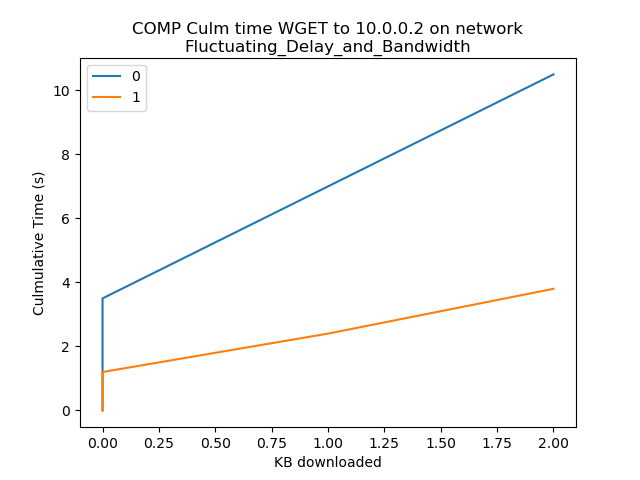 COMP Culm time WGET to 10.0.0.2 on network
Fluctuating_Delay_and_Bandwidth
0
1
10
8
6
4
2
0
Culmulative Time (s)
0.00 0.25 0.50 0.75 1.00 1.25 1.50 1.75 2.00
KB downloaded